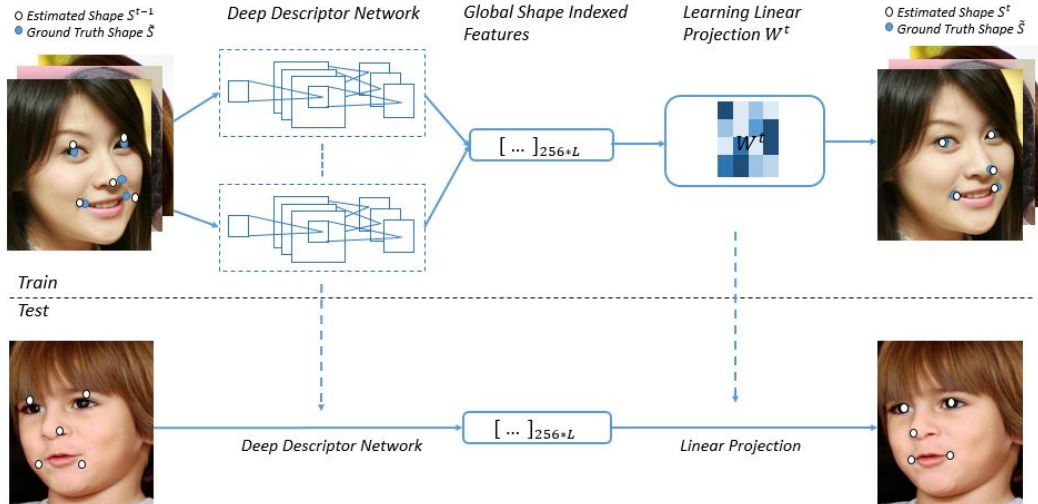 Estimated Shape S^{t-1}
Ground Truth Shape S̃
Deep Descriptor Network
Global Shape Indexed
Features
Learning Linear
Projection W^t
Estimated Shape S^t
Ground Truth Shape S̃
[ ... ]_{256*L}
W^t
Train
Test
[ ... ]_{256*L}
Deep Descriptor Network
Linear Projection